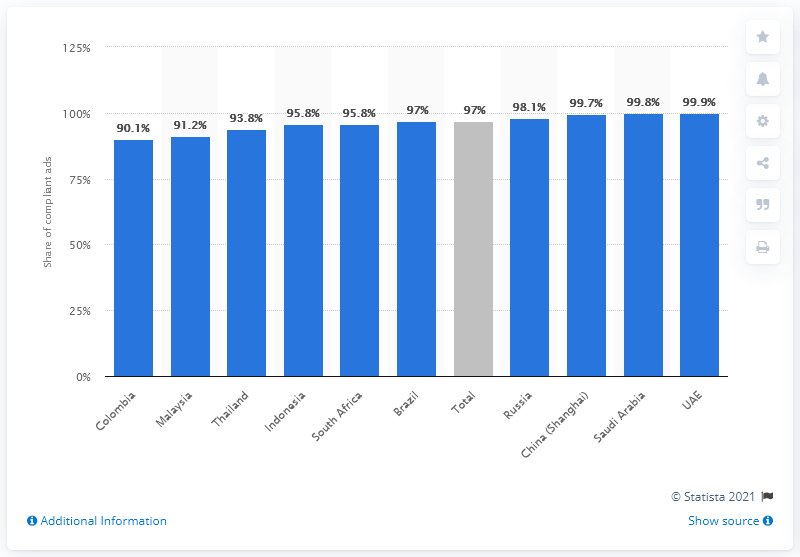 125%
100%
75%
50%
25%
0%
Share of compliant ads
90.1%
91.2%
93.8%
95.8%
95.8%
97%
97%
98.1%
99.7%
99.8%
99.9%
Colombia
Malaysia
Thailand
Indonesia
South Africa
Brazil
Total
Russia
China (Shanghai)
Saudi Arabia
UAE
© Statista 2021
Additional Information
Show source